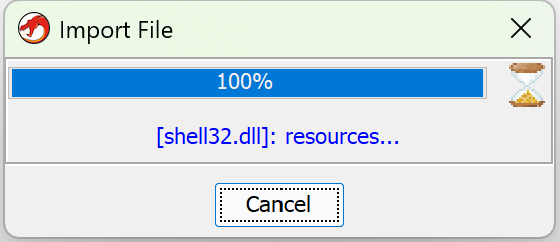 Import File
100%
[shell32.dll]: resources...
Cancel